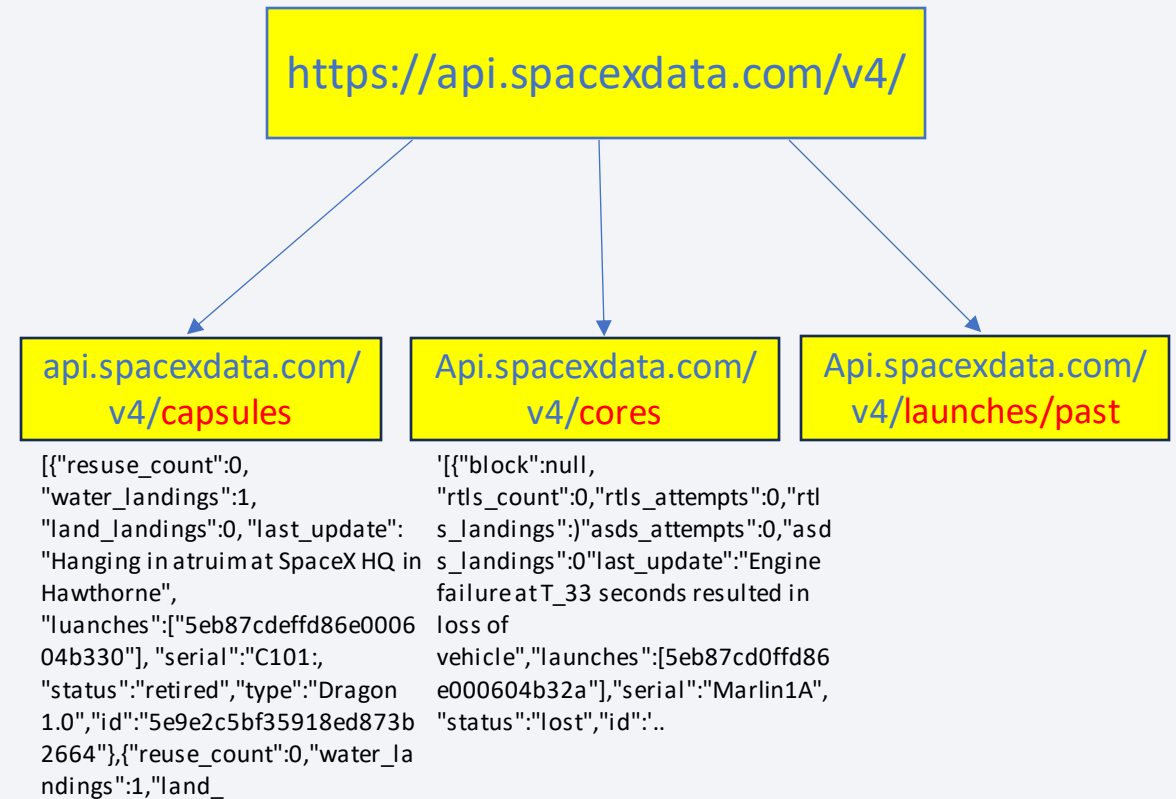 https://api.spacexdata.com/v4/
api.spacexdata.com/
v4/capsules
Api.spacexdata.com/
v4/cores
Api.spacexdata.com/
v4/launches/past
[{"resuse_count":0,
"water_landings":1,
"land_landings":0, "last_update":
"Hanging in atruim at SpaceX HQ in
Hawthorne",
"luanches":["5eb87cdeffd86e0006
04b330"], "serial":"C101:,
"status":"retired","type":"Dragon
1.0","id":"5e9e2c5bf35918ed873b
2664"},{"reuse_count":0,"water_la
ndings":1,"land_
'[{"block":null,
"rtls_count":0,"rtls_attempts":0,"rtl
s_landings":)"asds_attempts":0,"asd
s_landings":0"last_update":"Engine
failure at T_33 seconds resulted in
loss of
vehicle","launches":[5eb87cd0ffd86
e000604b32a"],"serial":"Marlin1A",
"status":"lost","id":'..